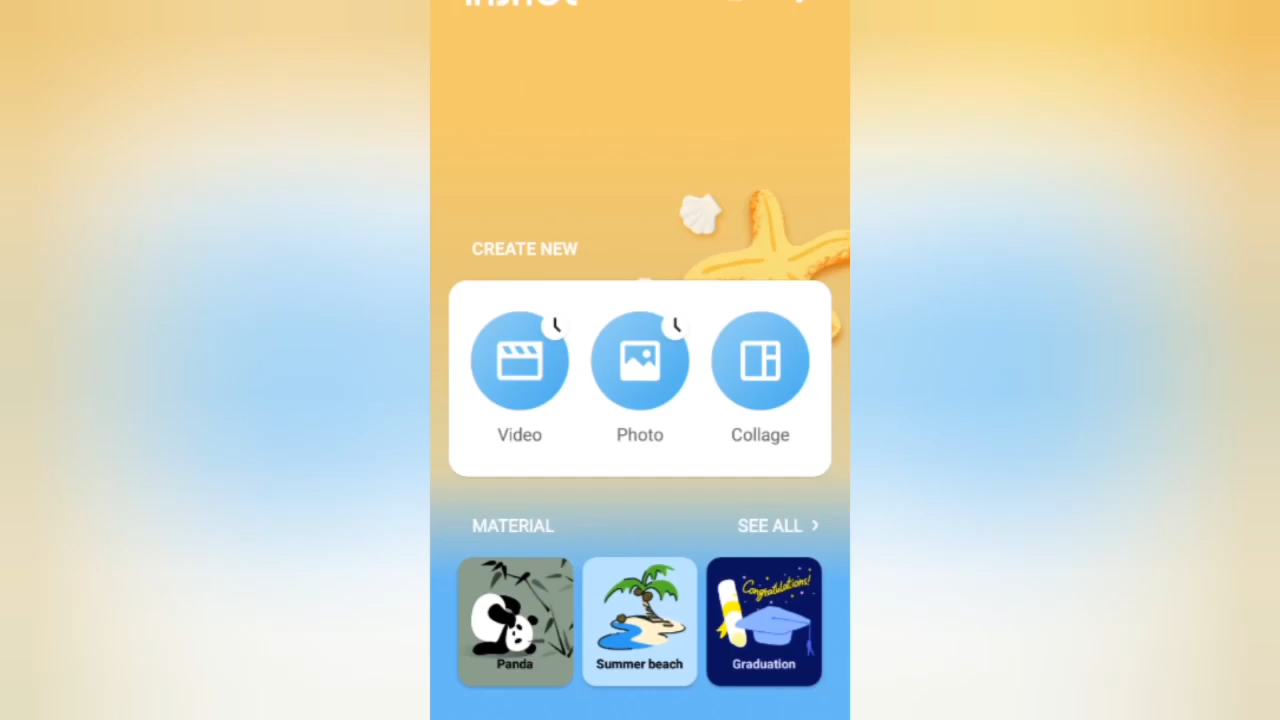 CREATE NEW
Video
Photo
Collage
MATERIAL
SEE ALL
Congratulations!
Panda
Summer beach
Graduation